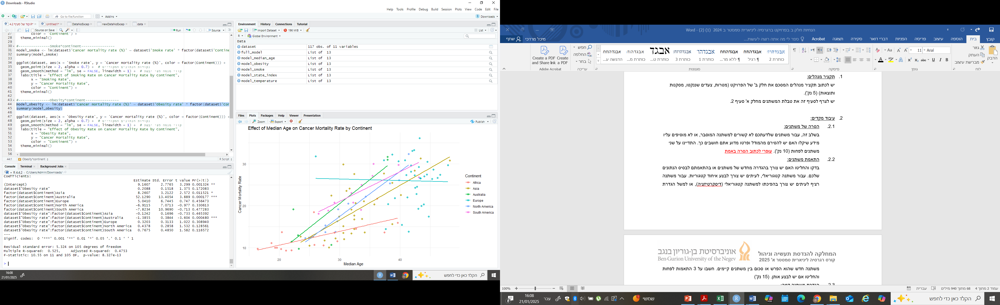 Downloads - RStudio
Help Tools Profile Debug Build Session Plots View Code Edit File
Go to file/function
Addins
Downloads
קוד של סעיף 4.2.R*
Untitled1*
DataNoExcep
newDataNoExcep
data
Source on Save
Run
Source
27 color = "Continent") +
28 theme_minimal()
29
30 #---------------Smoke*continent----------------
31 model_smoke <- lm(dataset$'Cancer mortality rate (%)' ~ dataset$'Smoke rate' * factor(dataset$'Contine
32 summary(model_smoke)
33
34 ggplot(dataset, aes(x = `Smoke rate`, y = `Cancer mortality rate (%)`, color = factor(Continent))) +
35 geom_point(size = 2, alpha = 0.7) + # נקודות הנתונים המקוריים
36 geom_smooth(method = "lm", se = FALSE, linewidth = 1) + # קווי מגמה לפי יבשת
37 labs(title = "Effect of Smoking Rate on Cancer Mortality Rate by Continent",
38 x = "Smoking Rate",
39 y = "Cancer Mortality Rate",
40 color = "Continent") +
41 theme_minimal()
42
43 #---------------Obesity*continent----------------
44 model_obesity <- lm(dataset$'Cancer mortality rate (%)' ~ dataset$'Obesity rate' * factor(dataset$'Cor
45 summary(model_obesity)
46
47 ggplot(dataset, aes(x = `Obesity rate`, y = `Cancer mortality rate (%)`, color = factor(Continent))) +
48 geom_point(size = 2, alpha = 0.7) + # נקודות הנתונים המקוריים
49 geom_smooth(method = "lm", se = FALSE, linewidth = 1) + # קווי מגמה לפי יבשת
50 labs(title = "Effect of Obesity Rate on Cancer Mortality Rate by Continent",
51 x = "Obesity Rate",
52 y = "Cancer Mortality Rate",
53 color = "Continent") +
54 theme_minimal()
55
56
44:1 Obesity*continent R Script
Console Terminal Background Jobs
R 4.4.2 · C:/Users/Admin/Downloads/
Coefficients:
Estimate Std. Error t value Pr(>|t|)
(Intercept) 9.1607 2.7765 3.299 0.001324 **
dataset$"Obesity rate" 0.2088 0.1518 1.375 0.172083
factor(dataset$Continent)Asia 8.2607 3.2122 2.572 0.011521 *
factor(dataset$Continent)Australia 52.1290 13.4054 3.889 0.000177 ***
factor(dataset$Continent)Europe 5.0410 6.7445 0.747 0.456473
factor(dataset$Continent)North America -6.9115 7.0713 -0.977 0.330613
factor(dataset$Continent)South America -7.8234 10.9690 -0.713 0.477283
dataset$"Obesity rate":factor(dataset$Continent)Asia -0.1242 0.1696 -0.733 0.465392
dataset$"Obesity rate":factor(dataset$Continent)Australia -1.3855 0.3844 -3.604 0.000480 ***
dataset$"Obesity rate":factor(dataset$Continent)Europe 0.3203 0.3133 1.022 0.308940
dataset$"Obesity rate":factor(dataset$Continent)North America 0.4378 0.2858 1.532 0.128561
dataset$"Obesity rate":factor(dataset$Continent)South America 0.7675 0.4850 1.582 0.116572
---
Signif. codes: 0 '***' 0.001 '**' 0.01 '*' 0.05 '.' 0.1 ' ' 1
Residual standard error: 5.324 on 105 degrees of freedom
Multiple R-squared: 0.525, Adjusted R-squared: 0.4753
F-statistic: 10.55 on 11 and 105 DF, p-value: 8.327e-13
>
Environment History Connections Tutorial
Import Dataset 196 MiB List
R Global Environment
Data
dataset 117 obs. of 11 variables
full_model List of 13
model_median_age List of 13
model_obesity List of 13
model_smoke List of 13
model_state_index List of 13
model_temperature List of 13
Files Plots Packages Help Viewer Presentation
Zoom Export Publish
Effect of Median Age on Cancer Mortality Rate by Continent
Cancer Mortality Rate
30
20
10
20 30 40
Median Age
Continent
Africa
Asia
Australia
Europe
North America
South America
16:08
21/01/2025
הקלד כאן כדי לחפש
הנחיות חלק ב בפרויקט ברגרסיה ליניארית סמסטר ב 2024 (1) (2) - Word
קובץ בית הוספה עיצוב פריסה הפניות דברי דואר סקירה תצוגה Acrobat ספר לי מה אתה רוצה לעשות... מיכל מרדכי שתף
הדבק
גזור
העתק
מברשת עיצוב
לוח
Arial 11
גופן
פיסקה
אבגדהוזז כותרת 2
אבגדהוזח ¶ רגיל
אבגדהוזח ¶ ללא מר...
אבגדהו כותרת 1
אבגדהוזח כותרת 3
אבגד כותרת ט...
אבגדהוזז כותרת מ...
אבגדהוזח הדגשה ע...
סגנונות
חפש
החלפה
בחר
עריכה
Create a PDF and Share link
Create a PDF
Adobe Acrobat
1. תקציר מנהלים:
יש לכתוב תקציר מנהלים המסכם את חלק ב' של הפרויקט (מטרות, צעדים שננקטו, מסקנות
ותוצאות) (5 נק').
יש לצרף לסעיף זה את טבלת המשתנים מחלק א' סעיף 2.
2. עיבוד מקדים:
2.1. הסרה של משתנים:
בשלב זה, עבור משתנים שלדעתכם לא קשורים למשתנה המוסבר, או לא מוסיפים עליו
מידע שיקלו האם יש להסירם מהמודל ופרטו מדוע אתם חושבים כך. התדיינו על שני
משתנים לפחות (10 נק'). עופרי לכתוב הסרה באמת
2.2. התאמת משתנים:
בדקו והחליטו האם יש צורך בהגדרה מחדש של משתנים או בהתאמתם לבסיס הנתונים
שלכם. עבור משתנה קטגוריאלי, לעיתים יש צורך לבצע איחוד קטגוריות. עבור משתנה
רציף לעיתים יש צורך בהפיכתו למשתנה קטגוריאלי (דיסקרטיזציה), או למשל הגדרת
המחלקה להנדסת תעשיה וניהול
קורס רגרסיה ליניארית סמסטר א' 2025
אוניברסיטת בן-גוריון בנגב
Ben-Gurion University of the Negev
משתנה חדש שהוא הפרש או סכום בין משתנים קיימים. חשבו על 3 התאמות לפחות
והחליטו אם יש לבצע אותן. (15 נק')
עמוד 2 מתוך 4 68 מתוך 940 מילים עברית
100%
הקלד כאן כדי לחפש
שמשי
עבר
16:08
21/01/2025
8